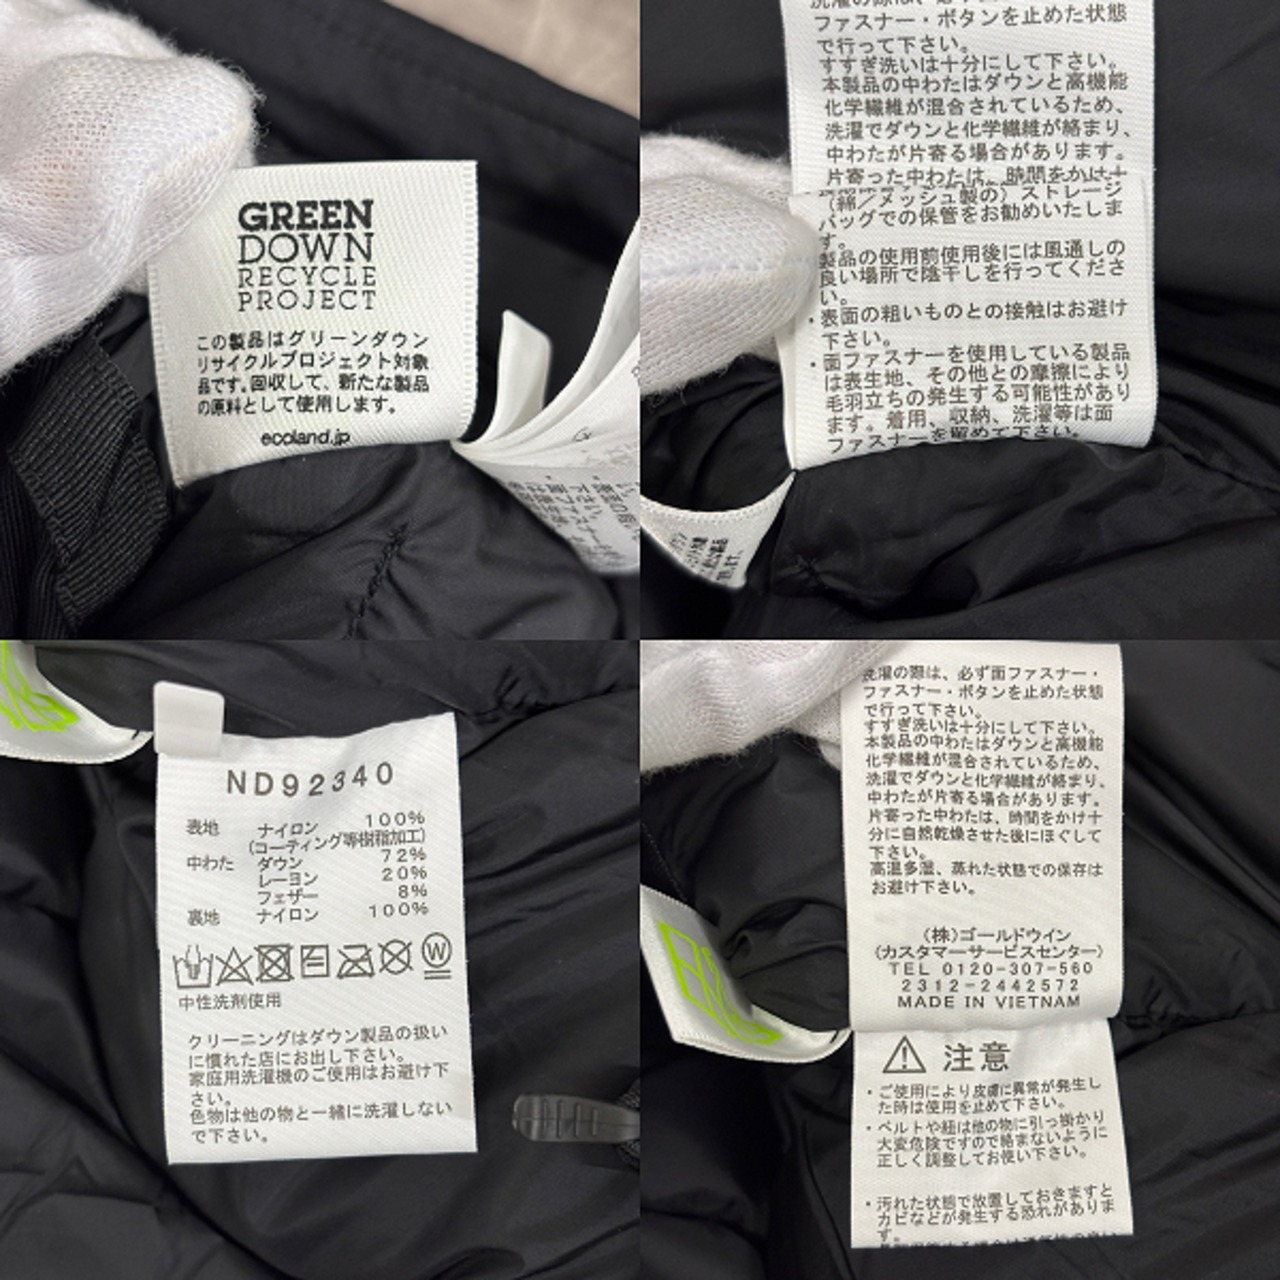 GREEN
DOWN
RECYCLE
PROJECT
この製品はグリーンダウン
リサイクルプロジェクト対象
品です。回収して、新たな製品
の原料として使用します。
ecoland.jp
ファスナー・ボタンを止めた状態
で行って下さい。
すすぎ洗いは十分にして下さい。
本製品の中わたはダウンと高機能
化学繊維が混合されているため、
洗濯でダウンと化学繊維が絡まり、
中わたが片寄る場合があります。
片寄った中わたは、時間をかけ十
(綿/メッシュ製の) ストレージ
バッグでの保管をお勧めいたしま
す。
製品の使用前使用後には風通しの
良い場所で陰干しを行ってくださ
い。
・表面の粗いものとの接触はお避け
下さい。
・面ファスナーを使用している製品
は表生地、その他との摩擦により
毛羽立ちの発生する可能性があり
ます。着用、収納、洗濯等は面
ファスナーを留めて下さい。
ND92340
表地 ナイロン 100%
(コーティング等樹脂加工)
中わた ダウン 72%
レーヨン 20%
フェザー 8%
裏地 ナイロン 100%
W
中性洗剤使用
クリーニングはダウン製品の扱い
に慣れた店にお出し下さい。
家庭用洗濯機のご使用はお避け下
さい。
色物は他の物と一緒に洗濯しない
で下さい。
洗濯の際は、必ず面ファスナー・
ファスナー・ボタンを止めた状態
で行って下さい。
すすぎ洗いは十分にして下さい。
本製品の中わたはダウンと高機能
化学繊維が混合されているため、
洗濯でダウンと化学繊維が絡まり、
中わたが片寄る場合があります。
片寄った中わたは、時間をかけ十
分に自然乾燥させた後にほぐして
下さい。
高温多湿、蒸れた状態での保存は
お避け下さい。
(株)ゴールドウイン
(カスタマーサービスセンター)
TEL 0120-307-560
2312-2442572
MADE IN VIETNAM
注意
・ご使用により皮膚に異常が発生し
た時は使用を止めて下さい。
・ベルトや紐は他の物に引っ掛かり
大変危険ですので絡まないように
正しく調整してお使い下さい。
・汚れた状態で放置しておきますと
カビなどが発生する恐れがありま
す。